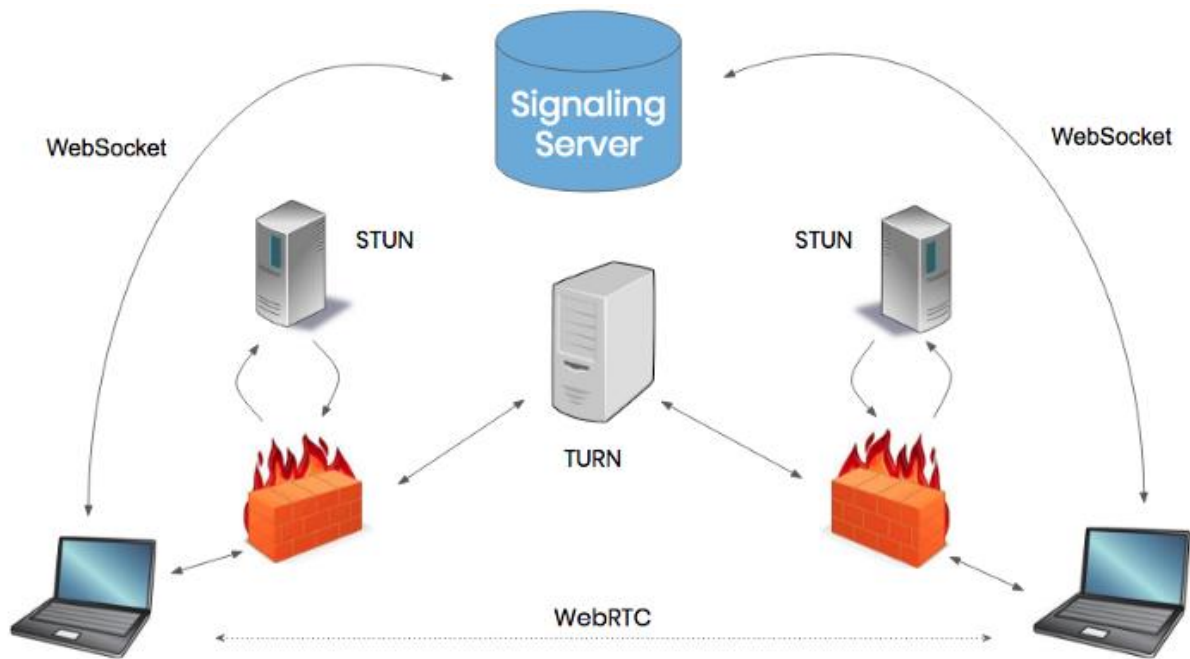 Signaling
Server
WebSocket
WebSocket
STUN
STUN
TURN
WebRTC